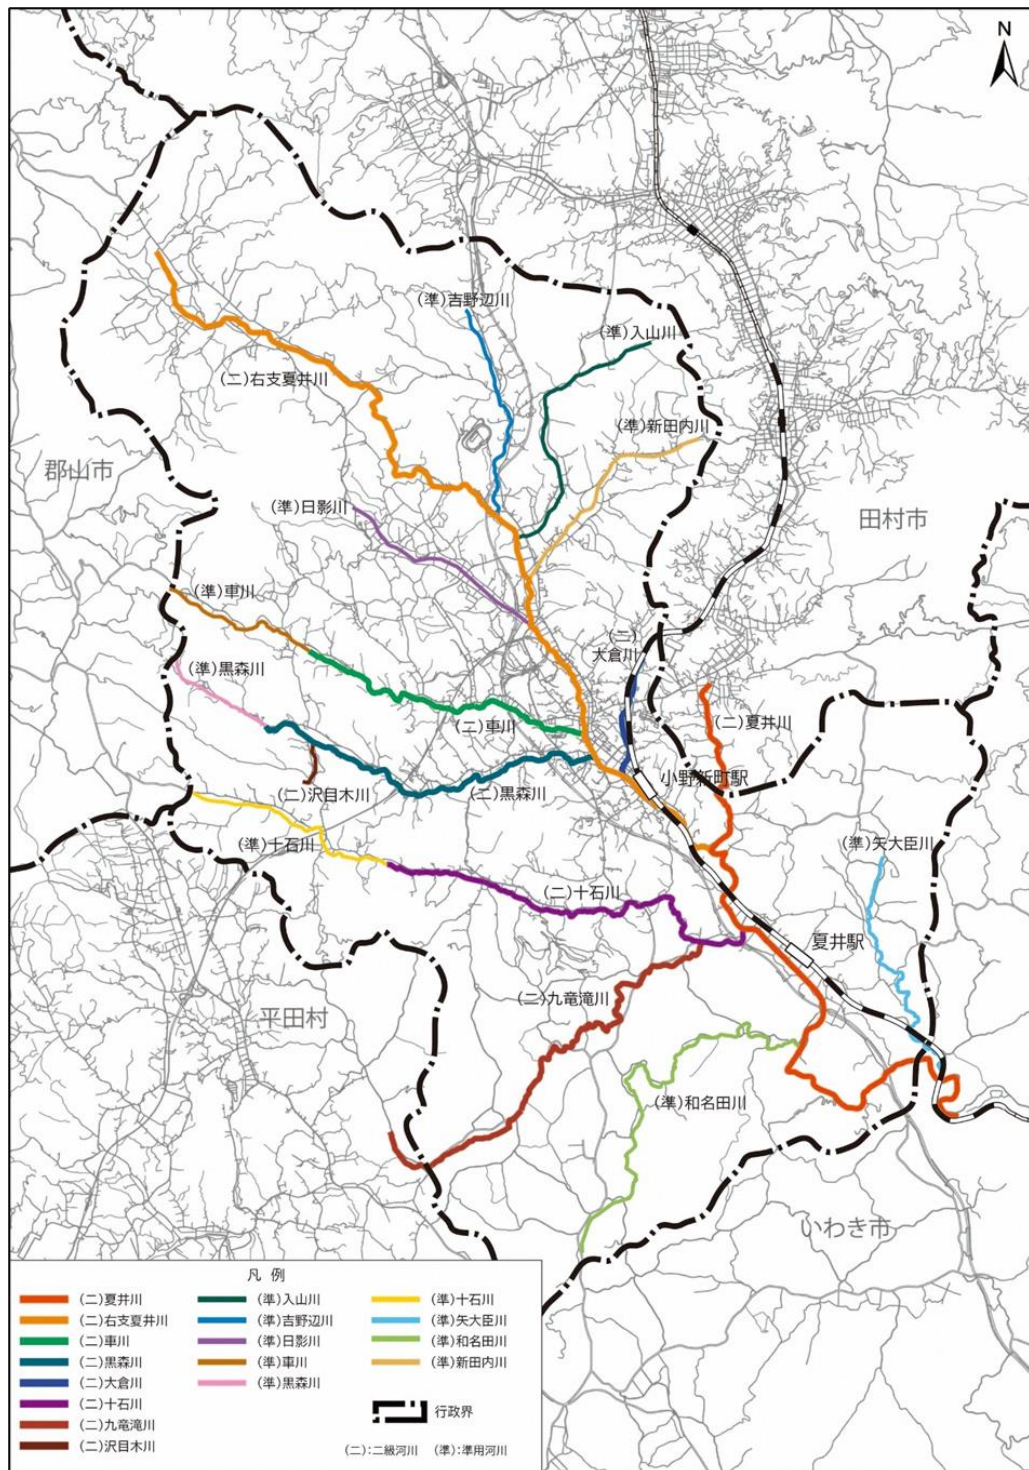 N
(準)吉野辺川
(準)入山川
(二)右支夏井川
(準)新田内川
郡山市
(準)日影川
田村市
(準)車川
(二)
大倉川
(準)黒森川
(二)車川
(二)夏井川
小野新町駅
(二)沢目木川
(二)黒森川
(準)十石川
(準)矢大臣川
(二)十石川
夏井駅
(二)九竜滝川
平田村
(準)和名田川
いわき市
凡 例
(二)夏井川
(二)右支夏井川
(二)車川
(二)黒森川
(二)大倉川
(二)十石川
(二)九竜滝川
(二)沢目木川
(準)入山川
(準)吉野辺川
(準)日影川
(準)車川
(準)黒森川
(準)十石川
(準)矢大臣川
(準)和名田川
(準)新田内川
行政界
(二):二級河川 (準):準用河川